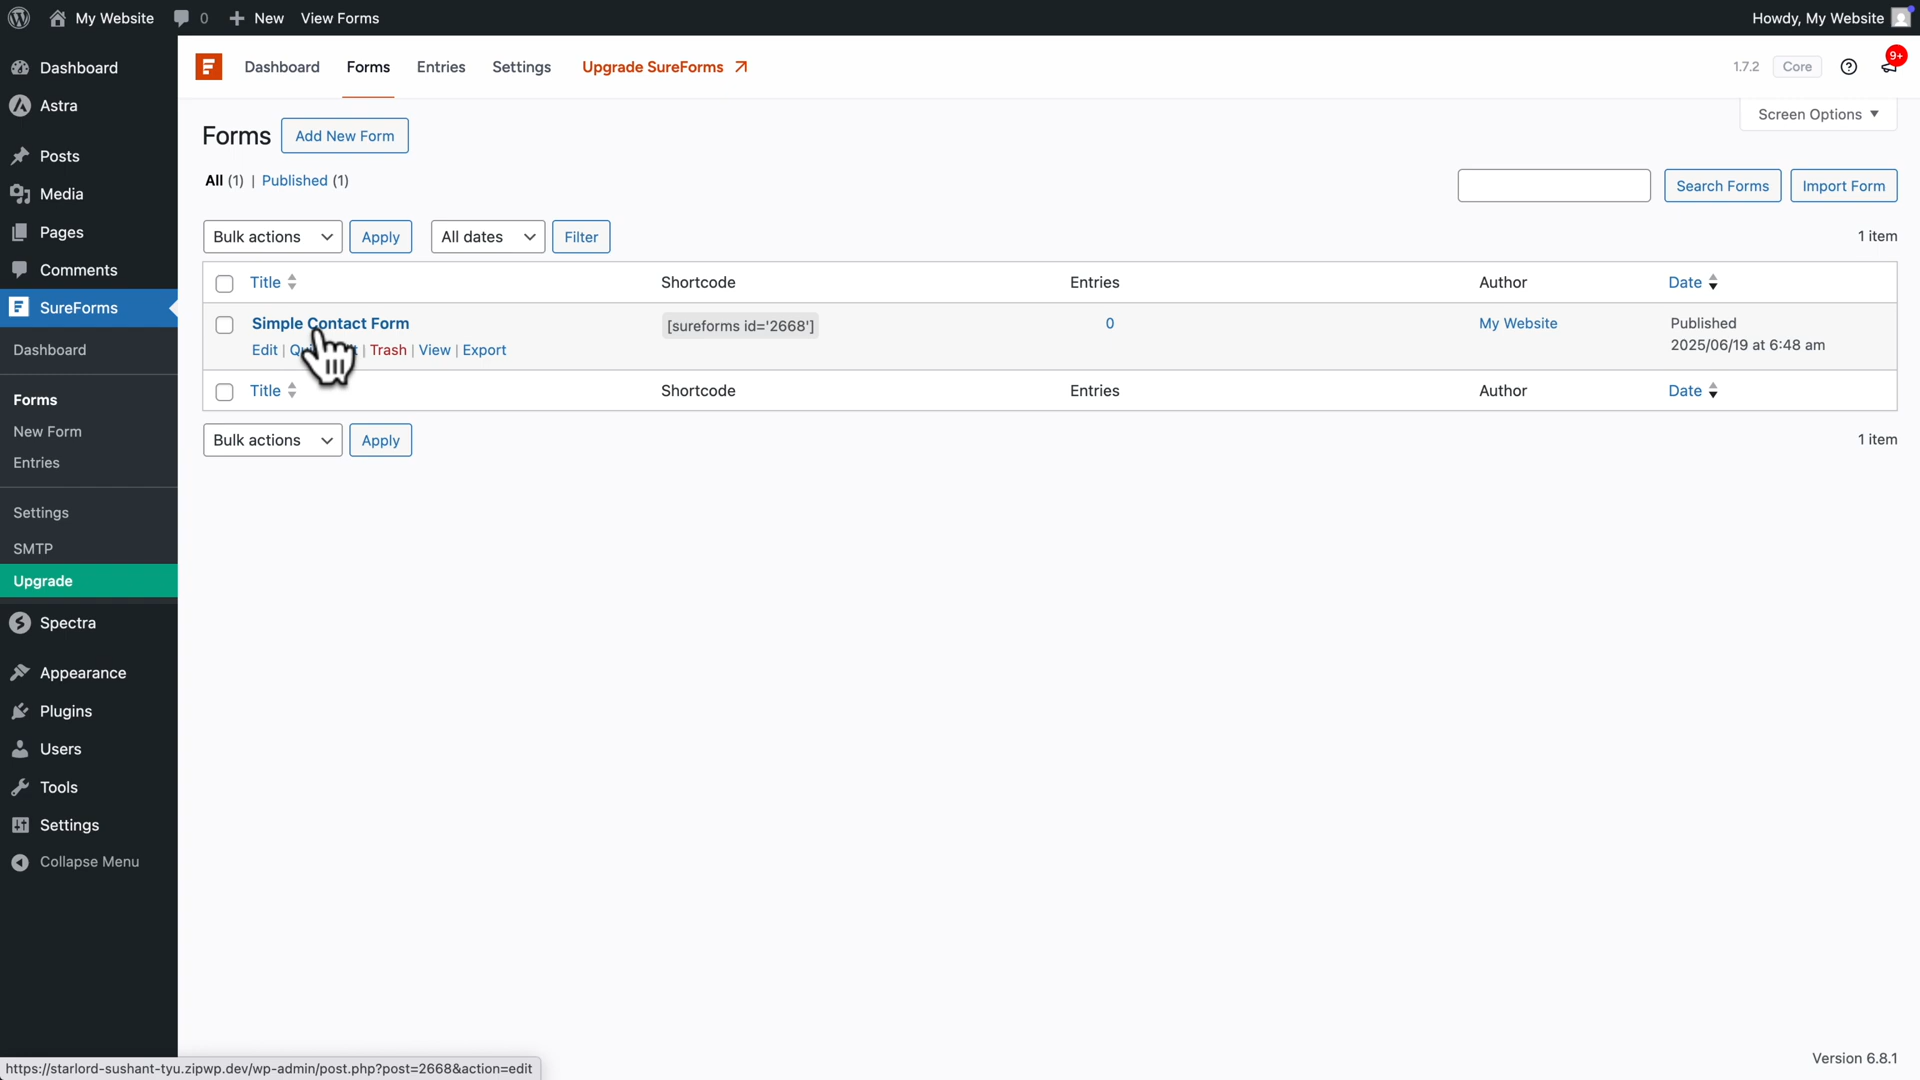 My Website 0 New View Forms Howdy, My Website
Dashboard
Astra
Posts
Media
Pages
Comments
SureForms
Dashboard
Forms
New Form
Entries
Settings
SMTP
Upgrade
Spectra
Appearance
Plugins
Users
Tools
Settings
Collapse Menu
Dashboard Forms Entries Settings Upgrade SureForms 1.7.2 Core 9+
Screen Options
Forms Add New Form
All (1) | Published (1)
Search Forms Import Form
Bulk actions Apply All dates Filter 1 item
Title Shortcode Entries Author Date
Simple Contact Form [sureforms id='2668'] 0 My Website Published
2025/06/19 at 6:48 am
Edit | | Trash | View | Export
Title Shortcode Entries Author Date
Bulk actions Apply 1 item
Version 6.8.1
https://starlord-sushant-tyu.zipwp.dev/wp-admin/post.php?post=2668&action=edit